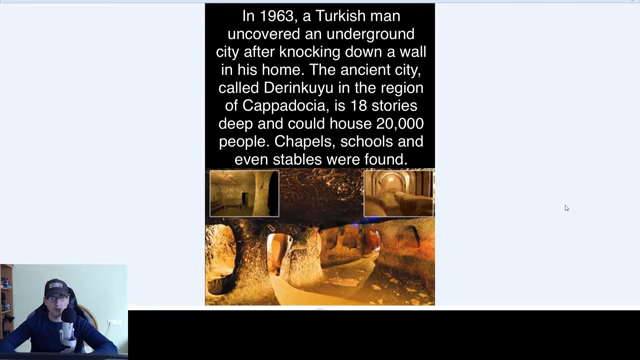 In 1963, a Turkish man
uncovered an underground
city after knocking down a wall
in his home. The ancient city,
called Derinkuyu in the region
of Cappadocia, is 18 stories
deep and could house 20,000
people. Chapels, schools and
even stables were found.